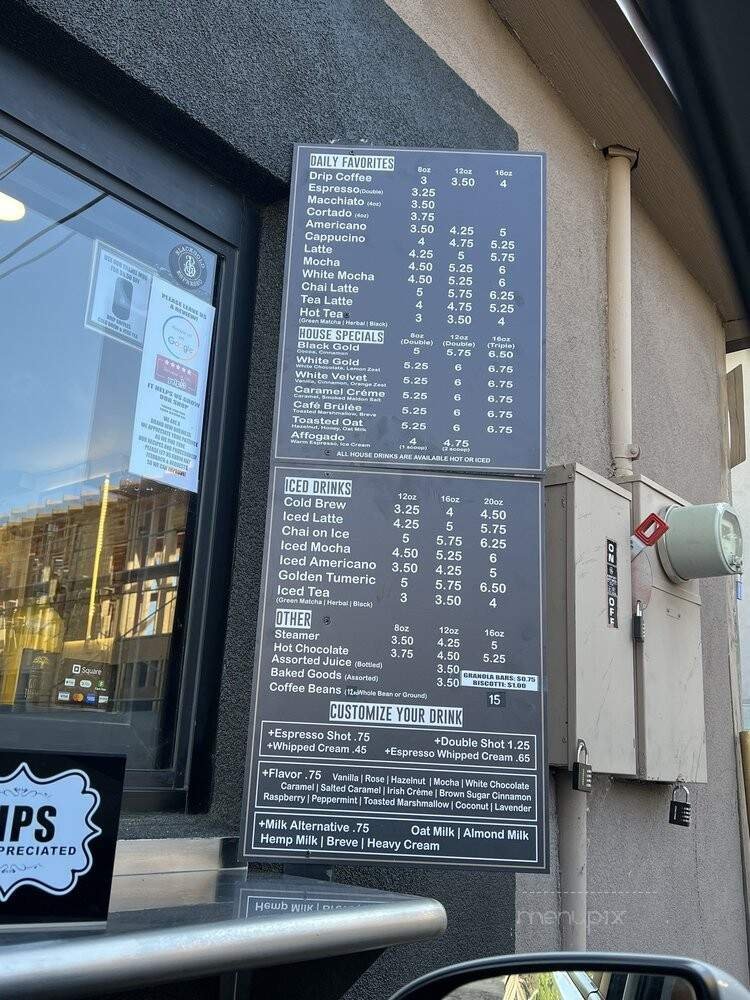 DAILY FAVORITES 8oz 12oz 16oz
Drip Coffee 3 3.50 4
Espresso(Double) 3.25
Macchiato (4oz) 3.50
Cortado (4oz) 3.75
Americano 3.50 4.25 5
Cappucino 4 4.75 5.25
Latte 4.25 5 5.75
Mocha 4.50 5.25 6
White Mocha 4.50 5.25 6
Chai Latte 5 5.75 6.25
Tea Latte 4 4.75 5.25
Hot Tea 3 3.50 4
(Green Matcha | Herbal | Black)
HOUSE SPECIALS 8oz (Double) 12oz (Double) 16oz (Triple)
Black Gold 5 5.75 6.50
Cocoa, Cinnamon
White Gold 5.25 6 6.75
White Chocolate, Lemon Zest
White Velvet 5.25 6 6.75
Vanilla, Cinnamon, Orange Zest
Caramel Créme 5.25 6 6.75
Caramel, Smoked Maldon Salt
Café Brûlée 5.25 6 6.75
Toasted Marshmallow, Breve
Toasted Oat 5.25 6 6.75
Hazelnut, Honey, Oat Milk
Affogado 4 4.75
Warm Espresso, Ice Cream (1 scoop) (2 scoop)
ALL HOUSE DRINKS ARE AVAILABLE HOT OR ICED
ICED DRINKS 12oz 16oz 20oz
Cold Brew 3.25 4 4.50
Iced Latte 4.25 5 5.75
Chai on Ice 5 5.75 6.25
Iced Mocha 4.50 5.25 6
Iced Americano 3.50 4.25 5
Golden Tumeric 5 5.75 6.50
Iced Tea 3 3.50 4
(Green Matcha | Herbal | Black)
OTHER 8oz 12oz 16oz
Steamer 3.50 4.25 5
Hot Chocolate 3.75 4.50 5.25
Assorted Juice (Bottled) 3.50
Baked Goods (Assorted) 3.50
GRANOLA BARS: $0.75
BISCOTTI: $1.00
Coffee Beans (12oz Whole Bean or Ground) 15
CUSTOMIZE YOUR DRINK
+Espresso Shot .75 +Double Shot 1.25
+Whipped Cream .45 +Espresso Whipped Cream .65
+Flavor .75 Vanilla | Rose | Hazelnut | Mocha | White Chocolate
Caramel | Salted Caramel | Irish Créme | Brown Sugar Cinnamon
Raspberry | Peppermint | Toasted Marshmallow | Coconut | Lavender
+Milk Alternative .75 Oat Milk | Almond Milk
Hemp Milk | Breve | Heavy Cream
PLEASE LEAVE US
A REVIEW!
Google
IT HELPS US GROW
OUR SHOP
Square
IPS
PRECIATED
ON
OFF
menupix